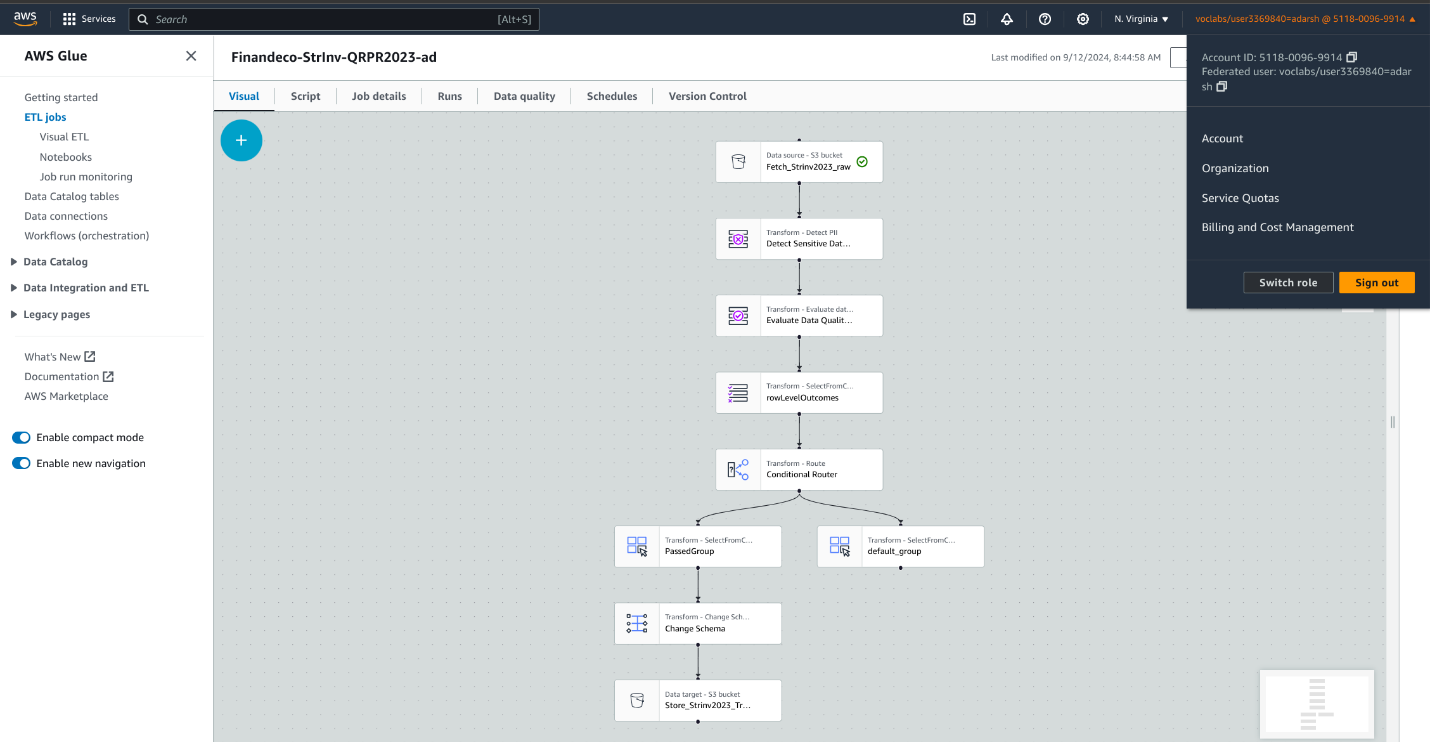 aws
Services
Search
[Alt+S]
N. Virginia
voclabs/user3369840=adarsh @ 5118-0096-9914
AWS Glue
Getting started
ETL jobs
Visual ETL
Notebooks
Job run monitoring
Data Catalog tables
Data connections
Workflows (orchestration)
Data Catalog
Data Integration and ETL
Legacy pages
What's New
Documentation
AWS Marketplace
Enable compact mode
Enable new navigation
Finandeco-StrInv-QRPR2023-ad
Last modified on 9/12/2024, 8:44:58 AM
Visual
Script
Job details
Runs
Data quality
Schedules
Version Control
Data source - S3 bucket
Fetch_Strinv2023_raw
Transform - Detect PII
Detect Sensitive Dat...
Transform - Evaluate dat...
Evaluate Data Qualit...
Transform - SelectFromC...
rowLevelOutcomes
Transform - Route
Conditional Router
Transform - SelectFromC...
PassedGroup
Transform - SelectFromC...
default_group
Transform - Change Sch...
Change Schema
Data target - S3 bucket
Store_Strinv2023_Tr...
Account ID: 5118-0096-9914
Federated user: voclabs/user3369840=adar
sh
Account
Organization
Service Quotas
Billing and Cost Management
Switch role
Sign out